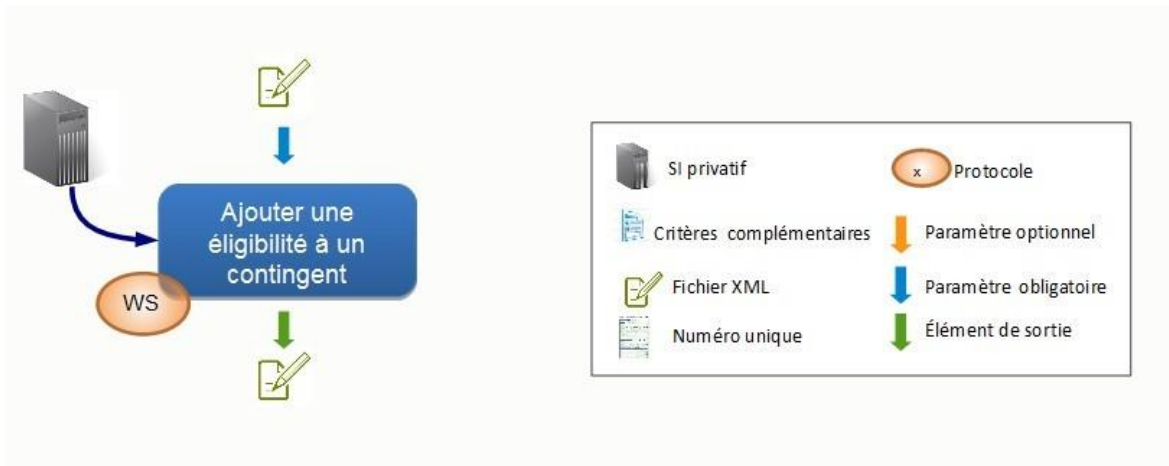 Ajouter une
éligibilité à un
contingent
WS
SI privatif
x Protocole
Critères complémentaires
Paramètre optionnel
Fichier XML
Paramètre obligatoire
Numéro unique
Élément de sortie